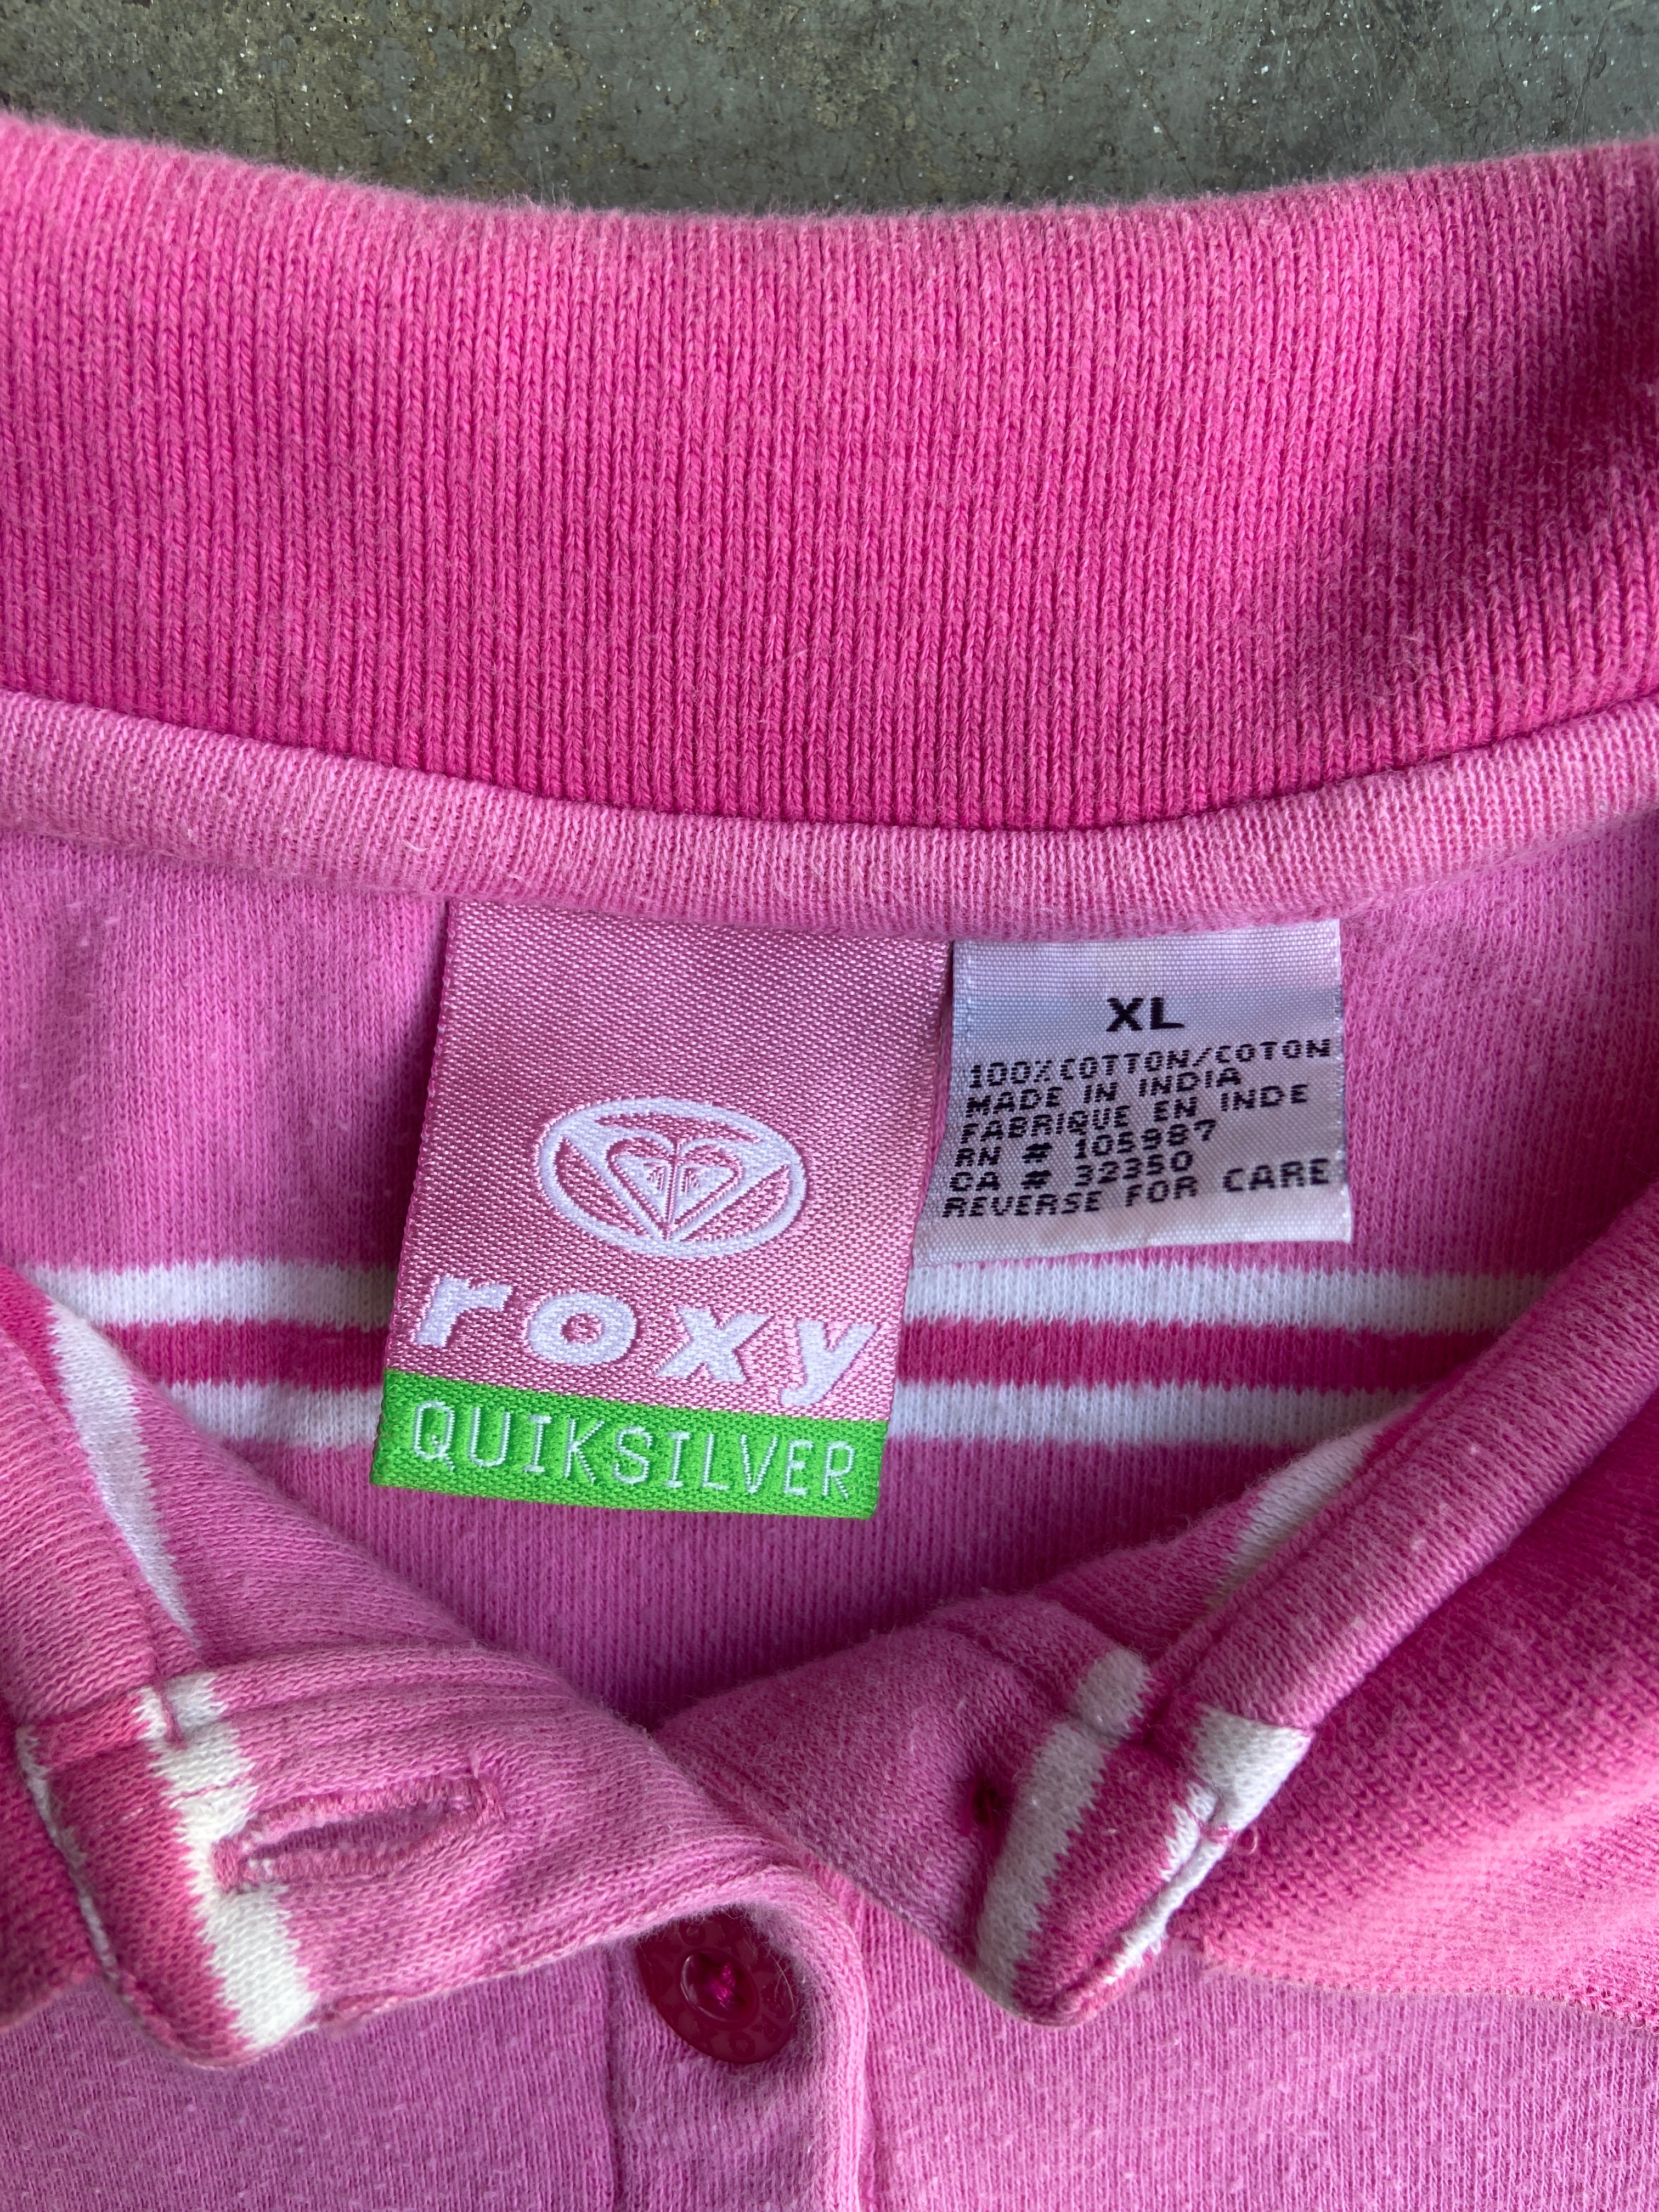 roxy
QUIKSILVER
XL
100% COTTON/COTON
MADE IN INDIA
FABRIQUE EN INDE
RN # 105987
CA # 32350
REVERSE FOR CARE